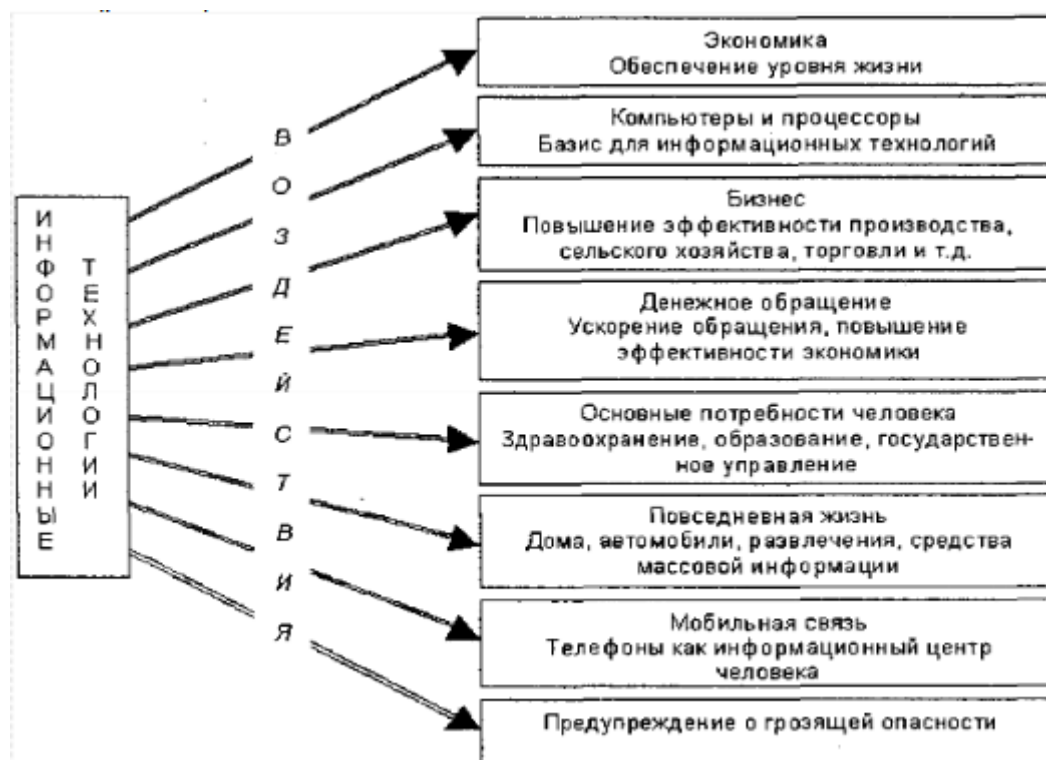 ИНФОРМАЦИОННЫЕ
ТЕХНОЛОГИИ
ВОЗДЕЙСТВИЯ
Экономика
Обеспечение уровня жизни
Компьютеры и процессоры
Базис для информационных технологий
Бизнес
Повышение эффективности производства,
сельского хозяйства, торговли и т.д.
Денежное обращение
Ускорение обращения, повышение
эффективности экономики
Основные потребности человека
Здравоохранение, образование, государствен-
ное управление
Повседневная жизнь
Дома, автомобили, развлечения, средства
массовой информации
Мобильная связь
Телефоны как информационный центр
человека
Предупреждение о грозящей опасности